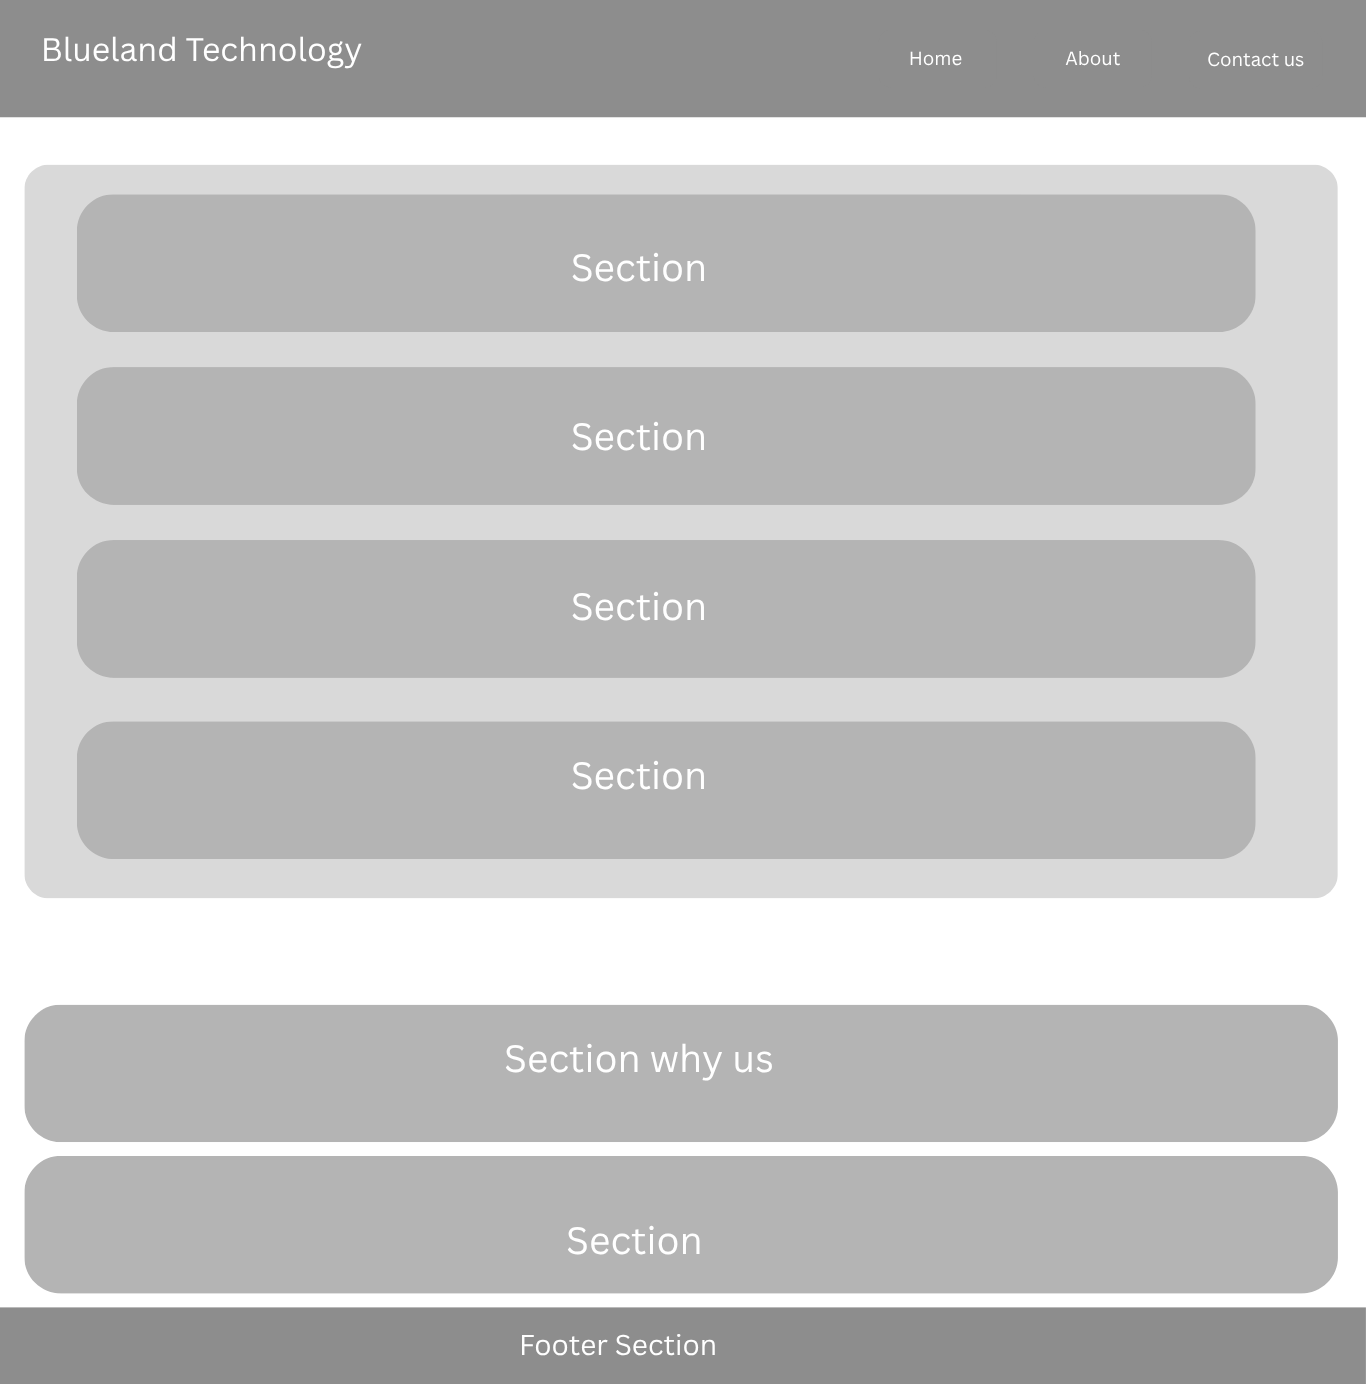 Blueland Technology
Home About Contact us
Section
Section
Section
Section
Section why us
Section
Footer Section